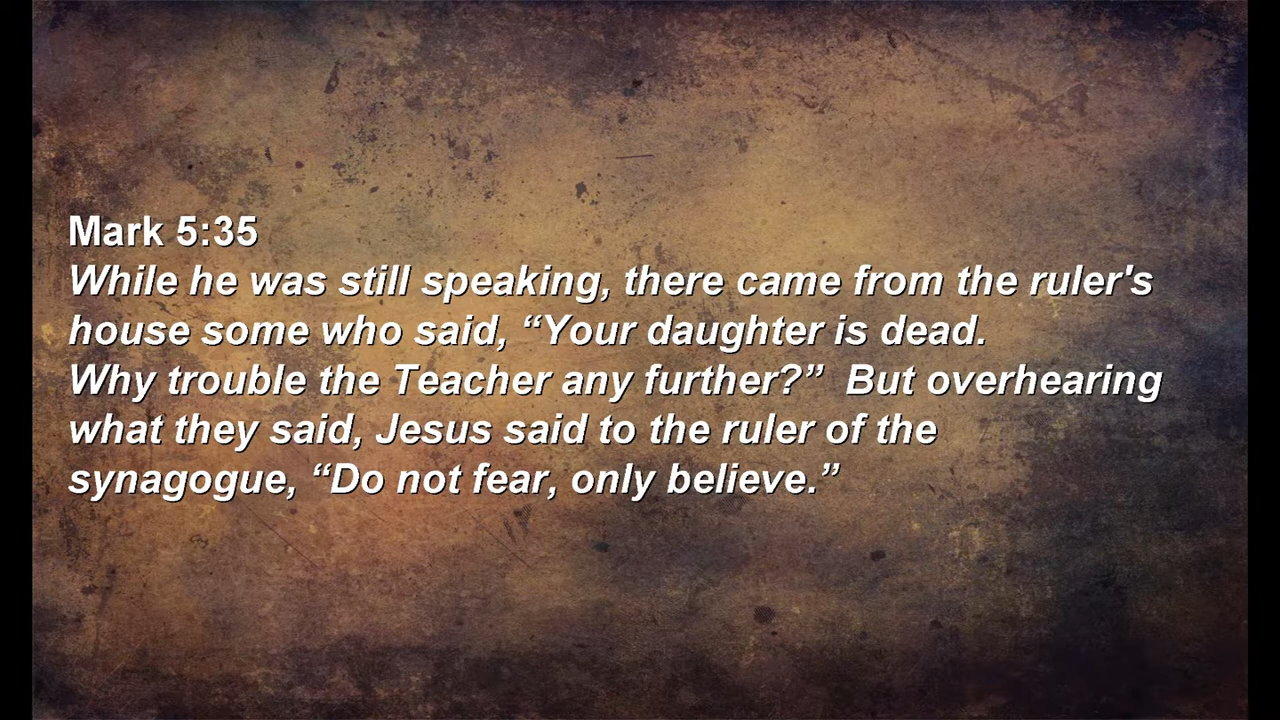 Mark 5:35
While he was still speaking, there came from the ruler's
house some who said, “Your daughter is dead.
Why trouble the Teacher any further?”  But overhearing
what they said, Jesus said to the ruler of the
synagogue, “Do not fear, only believe.”